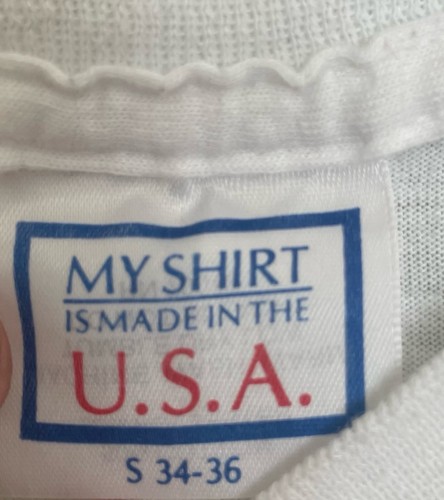 MY SHIRT
IS MADE IN THE
U.S.A.
S 34-36